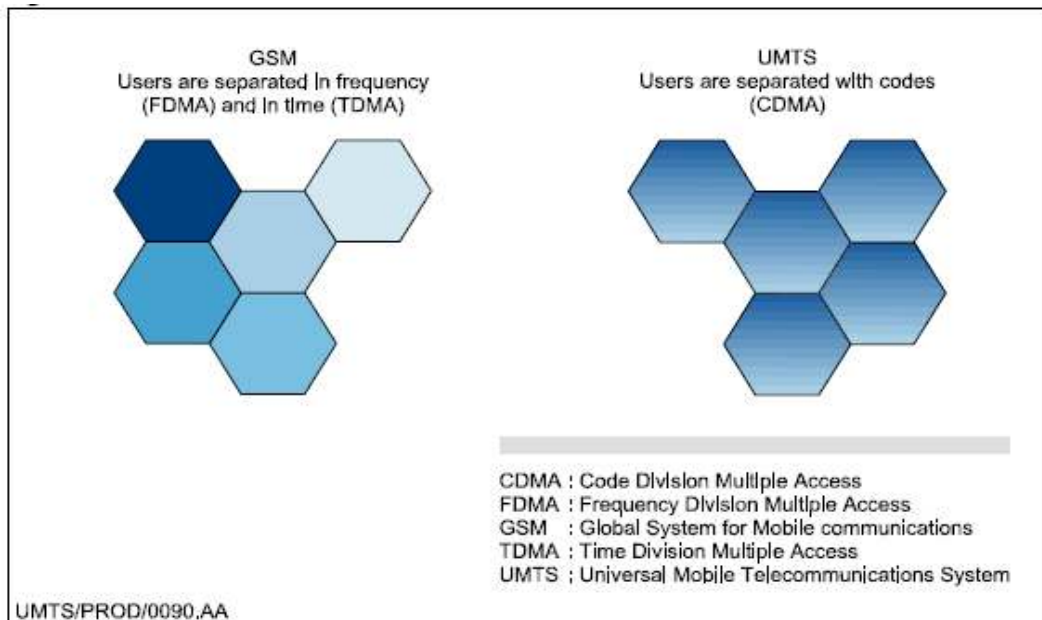 GSM
Users are separated in frequency
(FDMA) and in time (TDMA)
UMTS
Users are separated with codes
(CDMA)
CDMA : Code Division Multiple Access
FDMA : Frequency Division Multiple Access
GSM : Global System for Mobile communications
TDMA : Time Division Multiple Access
UMTS : Universal Mobile Telecommunications System
UMTS/PROD/0090,AA